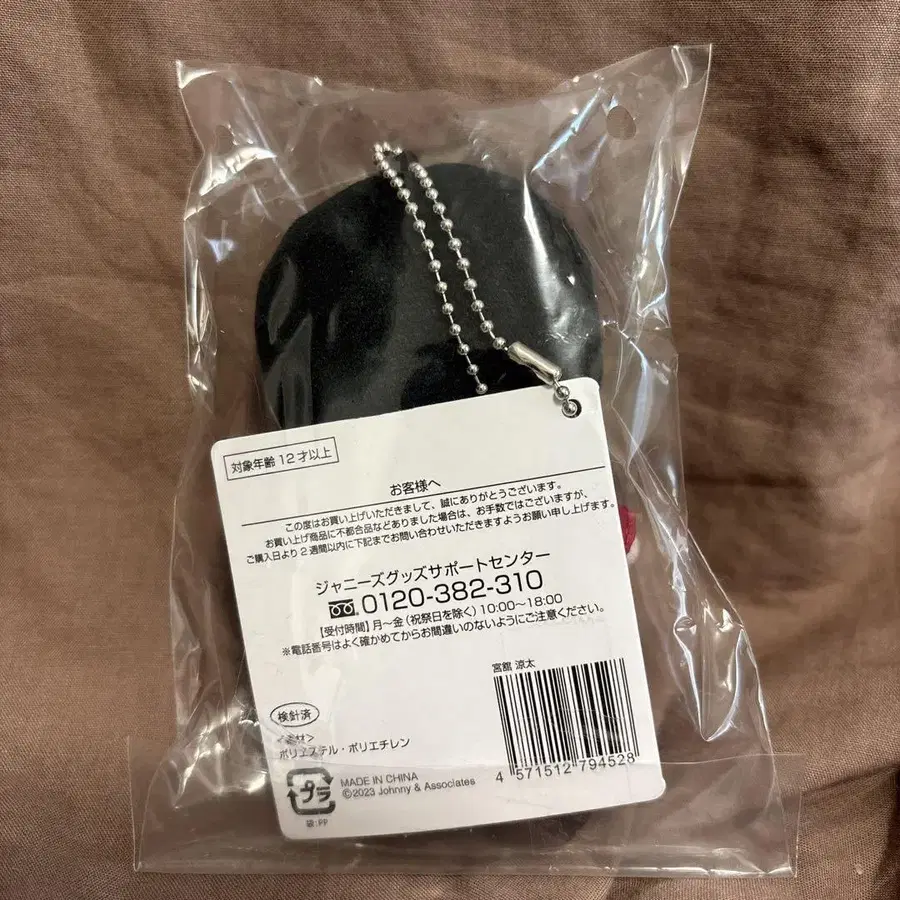 対象年齢12才以上
お客様へ
この度はお買い上げいただきまして、誠にありがとうございます。
お買い上げ商品に不都合品などありました場合は、お手数ではございますが、
ご購入日より2週間以内に下記までお問い合わせいただきますようお願い申し上げます。
ジャニーズグッズサポートセンター
0120-382-310
【受付時間】月～金（祝祭日を除く）10:00～18:00
※電話番号はよく確かめてからお間違いのないようにご注意ください。
宮舘 涼太
検針済
<素材>
ポリエステル・ポリエチレン
4 571512 794528
プラ
袋:PP
MADE IN CHINA
©2023 Johnny & Associates